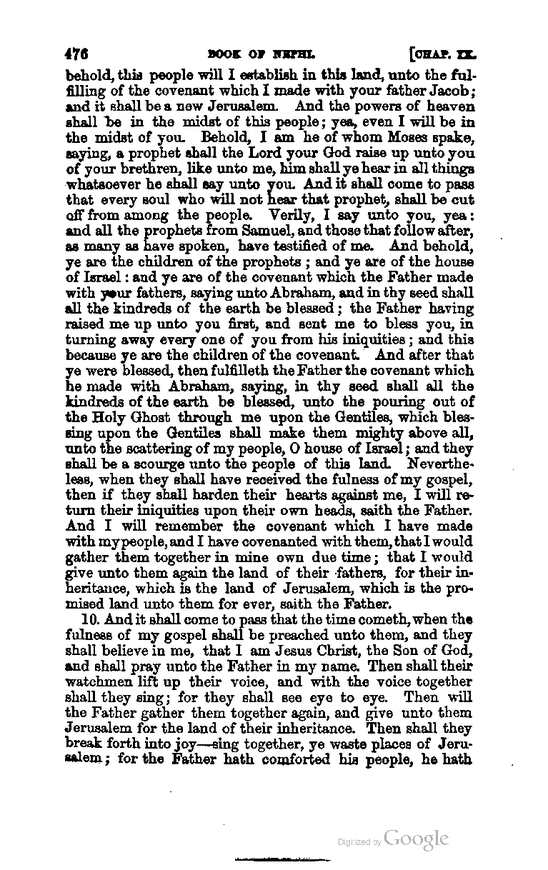 476 BOOK OF NEPHI. [CHAP. IX.
behold, this people will I establish in this land, unto the ful-
filling of the covenant which I made with your father Jacob;
and it shall be a new Jerusalem. And the powers of heaven
shall be in the midst of this people; yea, even I will be in
the midst of you. Behold, I am he of whom Moses spake,
saying, a prophet shall the Lord your God raise up unto you
of your brethren, like unto me, him shall ye hear in all things
whatsoever he shall say unto you. And it shall come to pass
that every soul who will not hear that prophet, shall be cut
off from among the people. Verily, I say unto you, yea:
and all the prophets from Samuel, and those that follow after,
as many as have spoken, have testified of me. And behold,
ye are the children of the prophets; and ye are of the house
of Israel: and ye are of the covenant which the Father made
with your fathers, saying unto Abraham, and in thy seed shall
all the kindreds of the earth be blessed; the Father having
raised me up unto you first, and sent me to bless you, in
turning away every one of you from his iniquities; and this
because ye are the children of the covenant. And after that
ye were blessed, then fulfilleth the Father the covenant which
he made with Abraham, saying, in thy seed shall all the
kindreds of the earth be blessed, unto the pouring out of
the Holy Ghost through me upon the Gentiles, which bles-
sing upon the Gentiles shall make them mighty above all,
unto the scattering of my people, O house of Israel; and they
shall be a scourge unto the people of this land. Neverthe-
less, when they shall have received the fulness of my gospel,
then if they shall harden their hearts against me, I will re-
turn their iniquities upon their own heads, saith the Father.
And I will remember the covenant which I have made
with my people, and I have covenanted with them, that I would
gather them together in mine own due time; that I would
give unto them again the land of their fathers, for their in-
heritance, which is the land of Jerusalem, which is the pro-
mised land unto them for ever, saith the Father.
10. And it shall come to pass that the time cometh, when the
fulness of my gospel shall be preached unto them, and they
shall believe in me, that I am Jesus Christ, the Son of God,
and shall pray unto the Father in my name. Then shall their
watchmen lift up their voice, and with the voice together
shall they sing; for they shall see eye to eye. Then will
the Father gather them together again, and give unto them
Jerusalem for the land of their inheritance. Then shall they
break forth into joy—sing together, ye waste places of Jeru-
salem; for the Father hath comforted his people, he hath
Digitized by Google